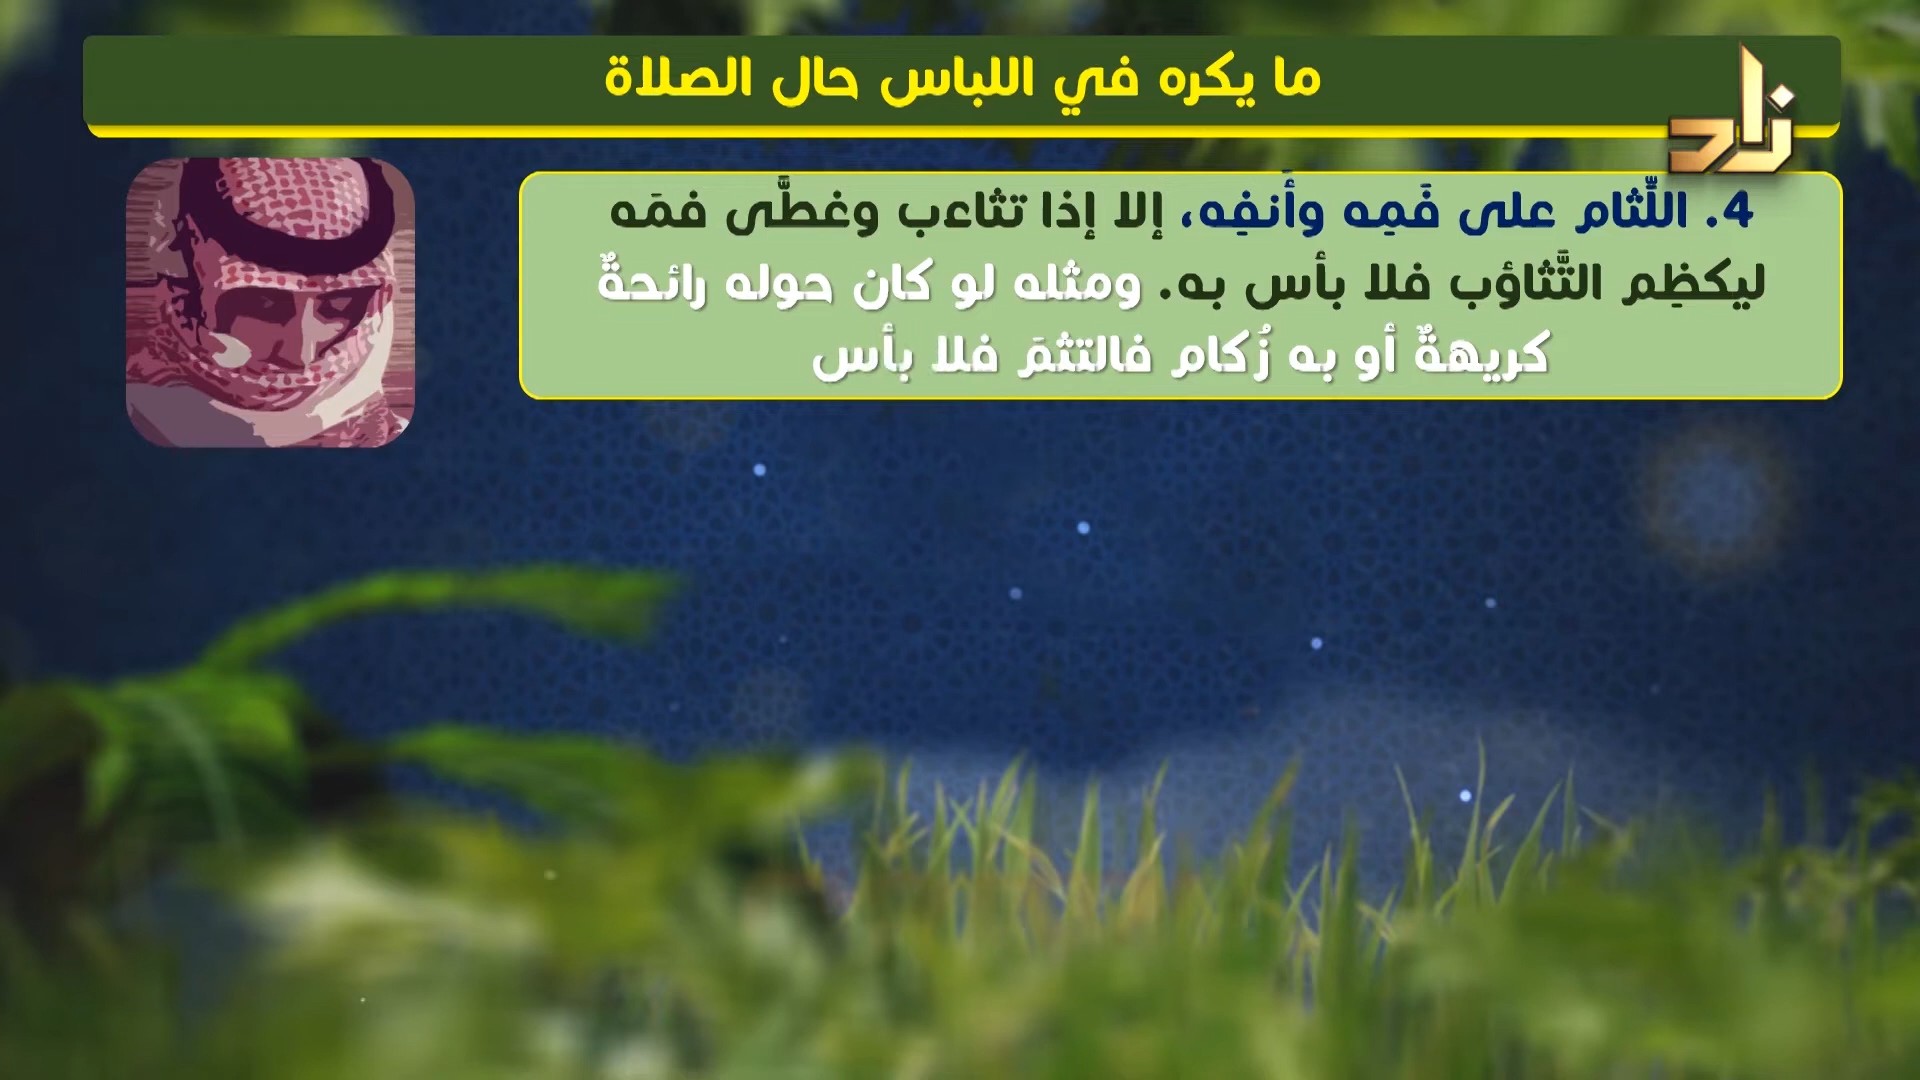 ما يكره في اللباس حال الصلاة
زاد
4. اللِّثام على فَمِه وأَنفِه، إلا إذا تثاءب وغطَّى فمَه
ليكظِم التَّثاؤب فلا بأس به. ومثله لو كان حوله رائحةٌ
كريهةٌ أو به زُكام فالتثمَ فلا بأس